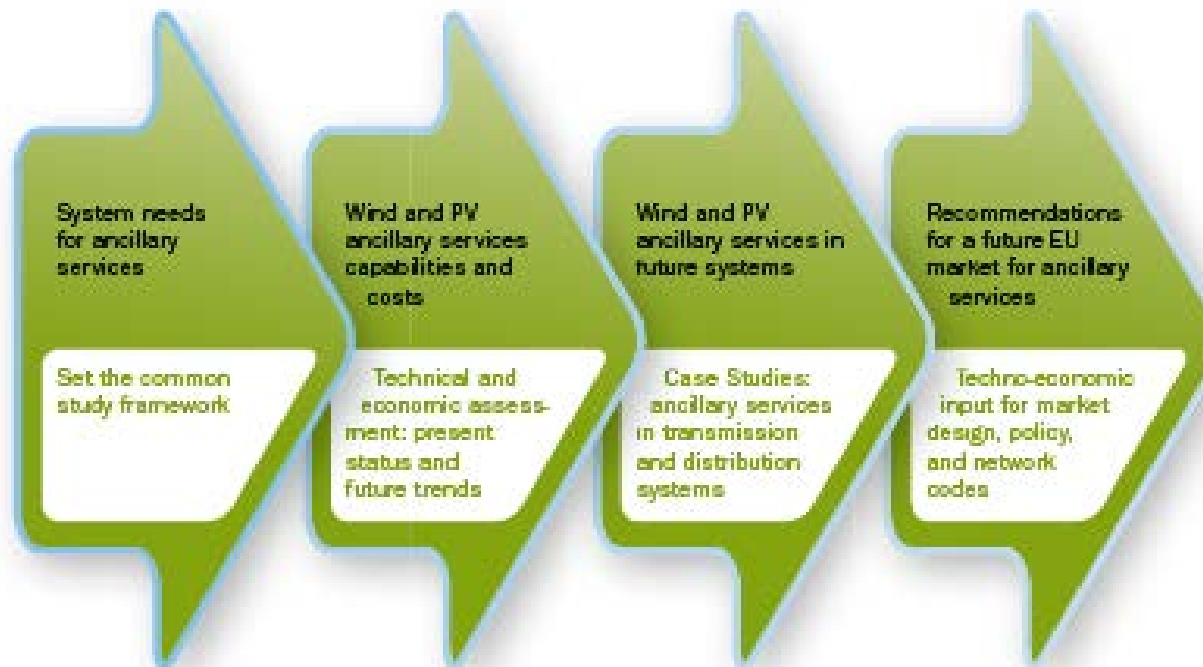 System needs
for ancillary
services
Set the common
study framework
Wind and PV
ancillary services
capabilities and
costs
Technical and
economic assess-
ment: present
status and
future trends
Wind and PV
ancillary services in
future systems
Case Studies:
ancillary services
in transmission
and distribution
systems
Recommendations
for a future EU
market for ancillary
services
Techno-economic
input for market
design, policy,
and network
codes